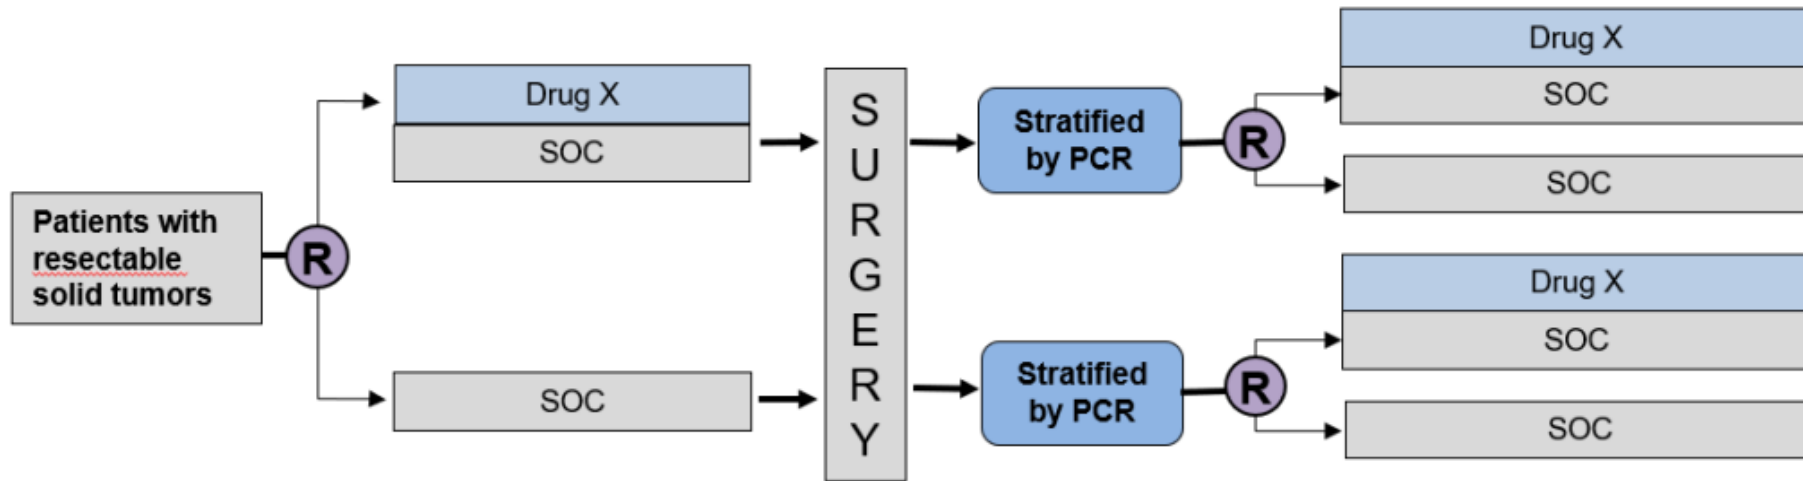 Patients with
resectable
solid tumors
R
Drug X
SOC
SOC
S
U
R
G
E
R
Y
Stratified
by PCR
R
Drug X
SOC
SOC
Stratified
by PCR
R
Drug X
SOC
SOC